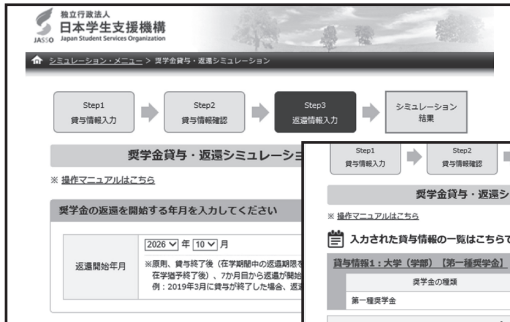 独立行政法人
日本学生支援機構
JASSO Japan Student Services Organization
シミュレーション・メニュー > 奨学金貸与・返還シミュレーション
Step1
貸与情報入力
Step2
貸与情報確認
Step3
返還情報入力
シミュレーション
結果
奨学金貸与・返還シミュレーショ
※ 操作マニュアルはこちら
奨学金の返還を開始する年月を入力してください
返還開始年月
2026 年 10 月
※原則、貸与終了後（在学期間中の返還期限を
在学猶予終了後）、7か月目から返還が開始
例：2019年3月に貸与が終了した場合、返還
Step1
貸与情報入力
Step2
貸与情報確認
奨学金貸与・返還シ
※ 操作マニュアルはこちら
入力された貸与情報の一覧はこちらで
貸与情報1：大学（学部）【第一種奨学金】
奨学金の種類
第一種奨学金